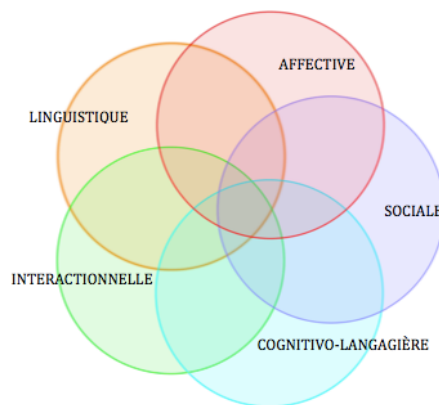 AFFECTIVE
LINGUISTIQUE
SOCIALE
INTERACTIONNELLE
COGNITIVO-LANGAGIÈRE